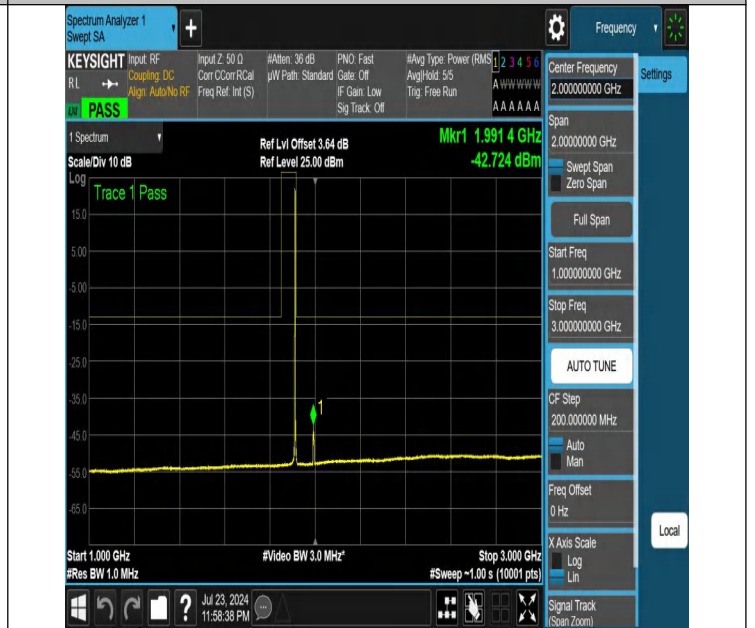 Spectrum Analyzer 1
Swept SA
+
Frequency
KEYSIGHT
RL
PASS
Input: RF
Coupling: DC
Align: Auto/No RF
Input Z: 50 Ω
Corr CCorr RCal
Freq Ref: Int (S)
#Atten: 36 dB
µW Path: Standard
PNO: Fast
Gate: Off
IF Gain: Low
Sig Track: Off
#Avg Type: Power (RMS
Avg|Hold: 5/5
Trig: Free Run
1 2 3 4 5 6
A W W W W W
A A A A A A
1 Spectrum
Scale/Div 10 dB
Ref Lvl Offset 3.64 dB
Ref Level 25.00 dBm
Mkr1 1.991 4 GHz
-42.724 dBm
Log
Trace 1 Pass
15.0
5.00
-5.00
-15.0
-25.0
-35.0
-45.0
-55.0
-65.0
1
Start 1.000 GHz
#Res BW 1.0 MHz
#Video BW 3.0 MHz*
Stop 3.000 GHz
#Sweep ~1.00 s (10001 pts)
Center Frequency
2.000000000 GHz
Settings
Span
2.00000000 GHz
Swept Span
Zero Span
Full Span
Start Freq
1.000000000 GHz
Stop Freq
3.000000000 GHz
AUTO TUNE
CF Step
200.000000 MHz
Auto
Man
Freq Offset
0 Hz
X Axis Scale
Log
Lin
Signal Track
(Span Zoom)
Local
?
Jul 23, 2024
11:58:38 PM